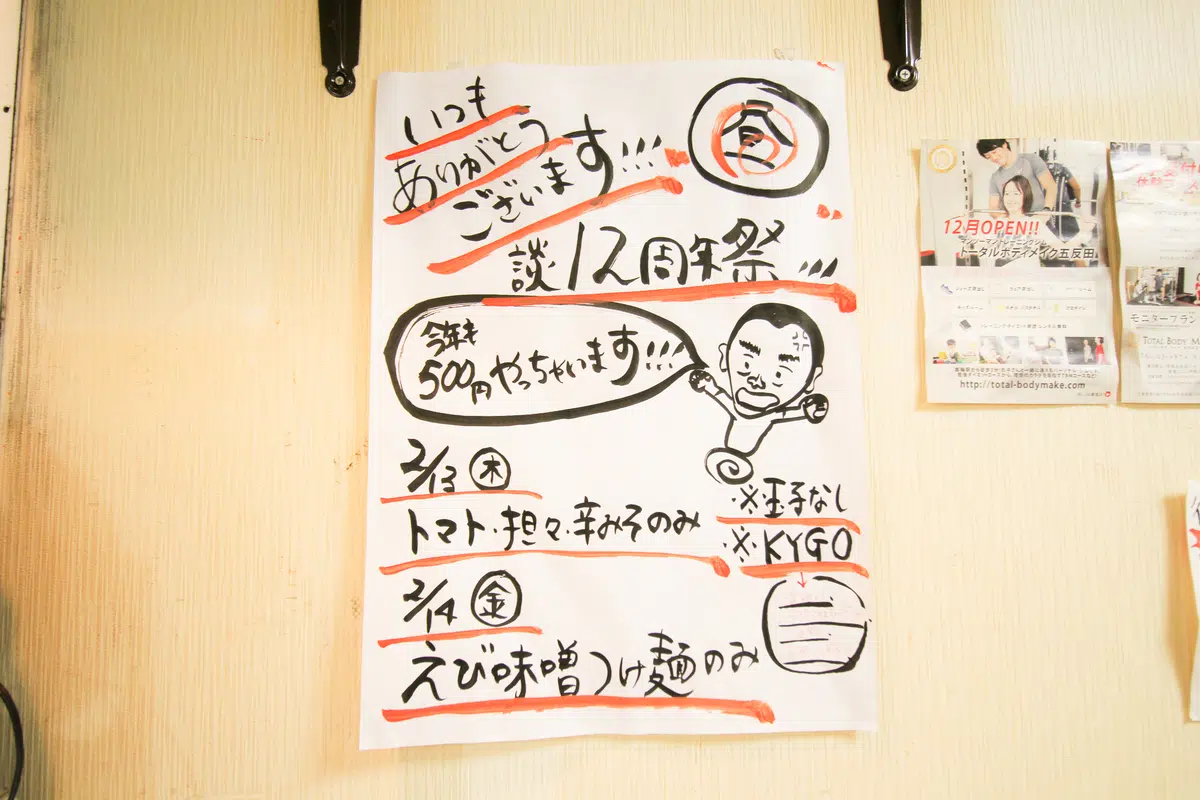 いつも
ありがとう
ございます!!!
昼
談12周年祭!!!
今年も
500円やっちゃいます!!!
2/13(木)
トマト・担々・辛みそのみ
※玉子なし
※KYGO
2/14(金)
えび味噌つけ麺のみ
12月OPEN!!
トータルボディメイク五反田
http://total-bodymake.com
モニタープラン
TOTAL BODY M